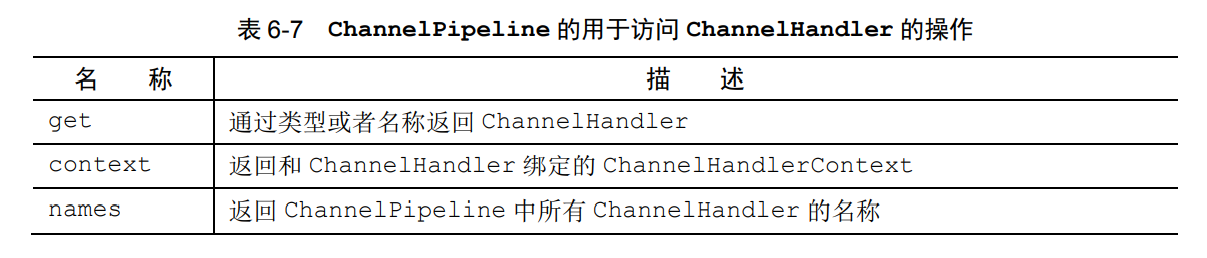 表 6-7 ChannelPipeline 的用于访问 ChannelHandler 的操作
名 称 描 述
get 通过类型或者名称返回 ChannelHandler
context 返回和 ChannelHandler 绑定的 ChannelHandlerContext
names 返回 ChannelPipeline 中所有 ChannelHandler 的名称